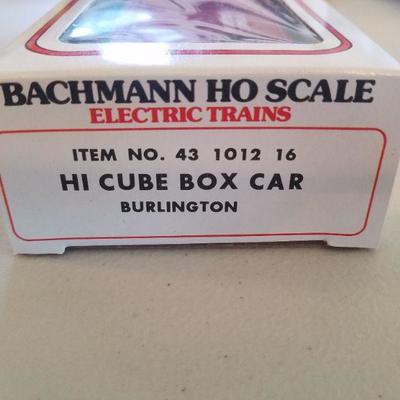 BACHMANN HO SCALE
ELECTRIC TRAINS
ITEM NO. 43 1012 16
HI CUBE BOX CAR
BURLINGTON